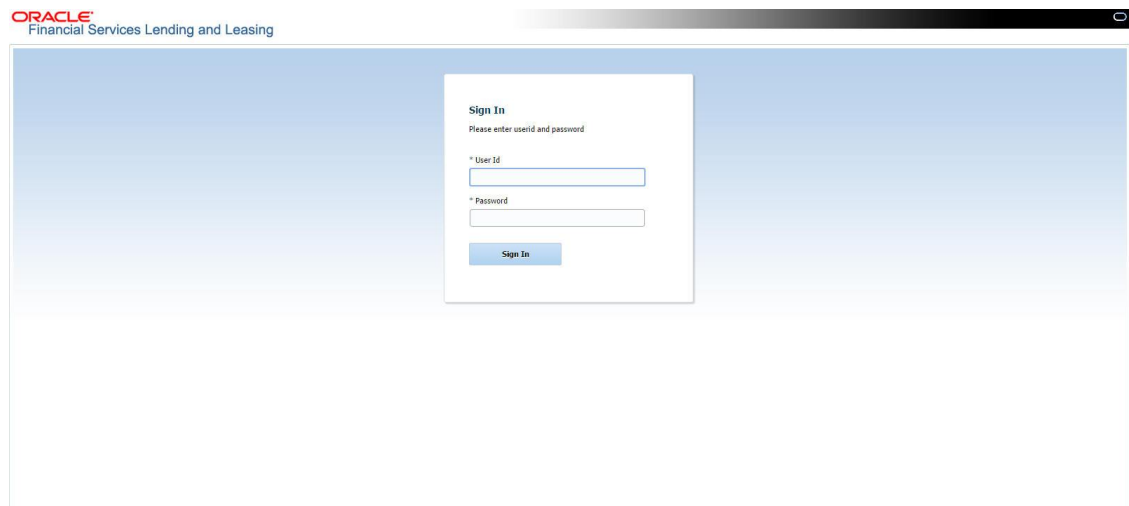 ORACLE®
Financial Services Lending and Leasing
Sign In
Please enter userid and password
* User Id
* Password
Sign In